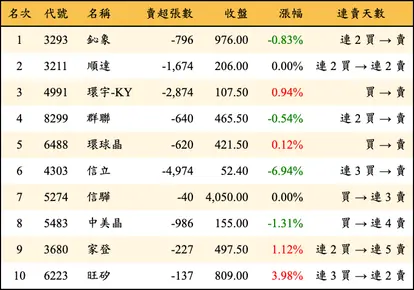 名次 代號 名稱 賣超張數 收盤 漲幅 連賣天數
1 3293 鈊象 -796 976.00 -0.83% 連 2 買 → 賣
2 3211 順達 -1,674 206.00 0.00% 連 2 買 → 連 2 賣
3 4991 環宇-KY -2,874 107.50 0.94% 買 → 賣
4 8299 群聯 -640 465.50 -0.54% 連 2 買 → 賣
5 6488 環球晶 -620 421.50 0.12% 買 → 賣
6 4303 信立 -4,974 52.40 -6.94% 連 3 買 → 賣
7 5274 信驊 -40 4,050.00 0.00% 買 → 連 3 賣
8 5483 中美晶 -986 155.00 -1.31% 買 → 連 4 賣
9 3680 家登 -227 497.50 1.12% 連 2 買 → 連 5 賣
10 6223 旺矽 -137 809.00 3.98% 連 3 買 → 連 2 賣